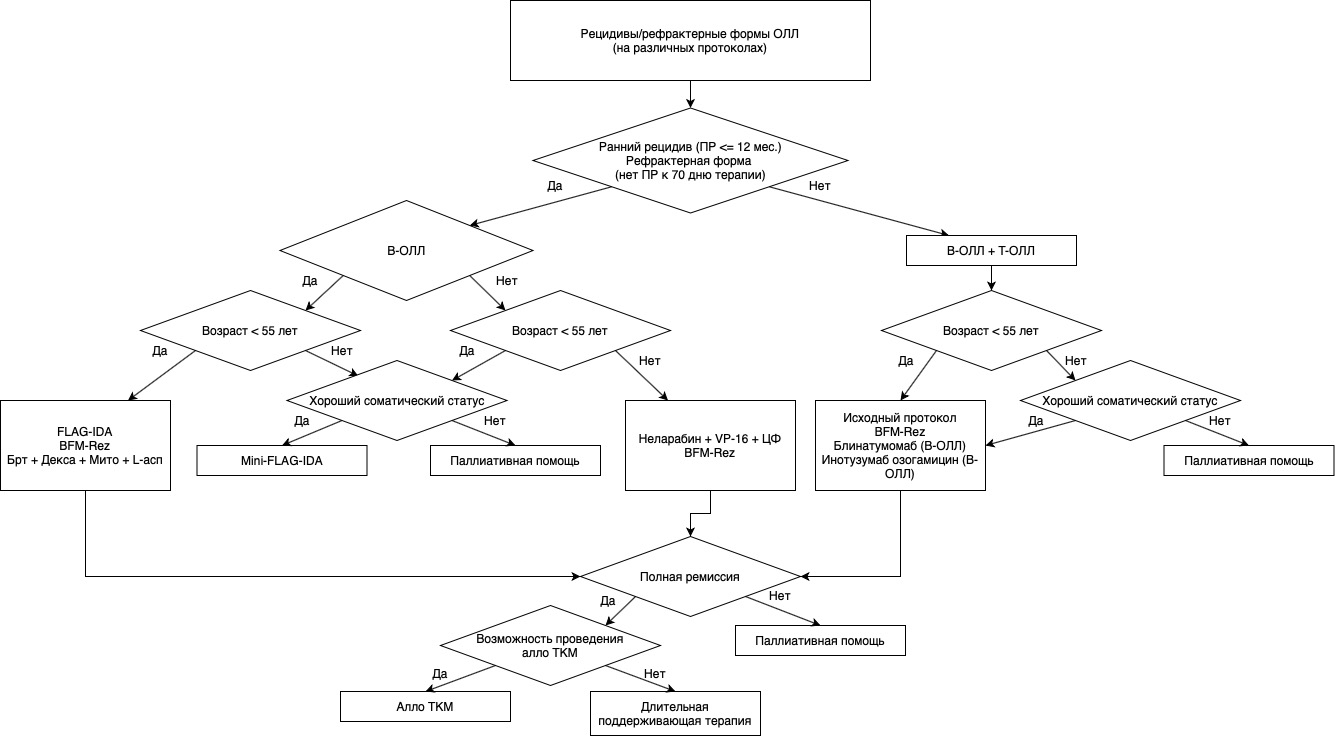 Рецидивы/рефрактерные формы ОЛЛ
(на различных протоколах)
Ранний рецидив (ПР <= 12 мес.)
Рефрактерная форма
(нет ПР к 70 дню терапии)
Да
Нет
В-ОЛЛ
В-ОЛЛ + Т-ОЛЛ
Да
Нет
Возраст < 55 лет
Возраст < 55 лет
Возраст < 55 лет
Да
Нет
Да
Нет
Да
Нет
Хороший соматический статус
Хороший соматический статус
FLAG-IDA
BFM-Rez
Брт + Декса + Мито + L-асп
Да
Нет
Неларабин + VP-16 + ЦФ
BFM-Rez
Исходный протокол
BFM-Rez
Блинатумомаб (В-ОЛЛ)
Инотузумаб озогамицин (В-
ОЛЛ)
Да
Нет
Mini-FLAG-IDA
Паллиативная помощь
Паллиативная помощь
Полная ремиссия
Да
Нет
Возможность проведения
алло ТКМ
Паллиативная помощь
Да
Нет
Алло ТКМ
Длительная
поддерживающая терапия